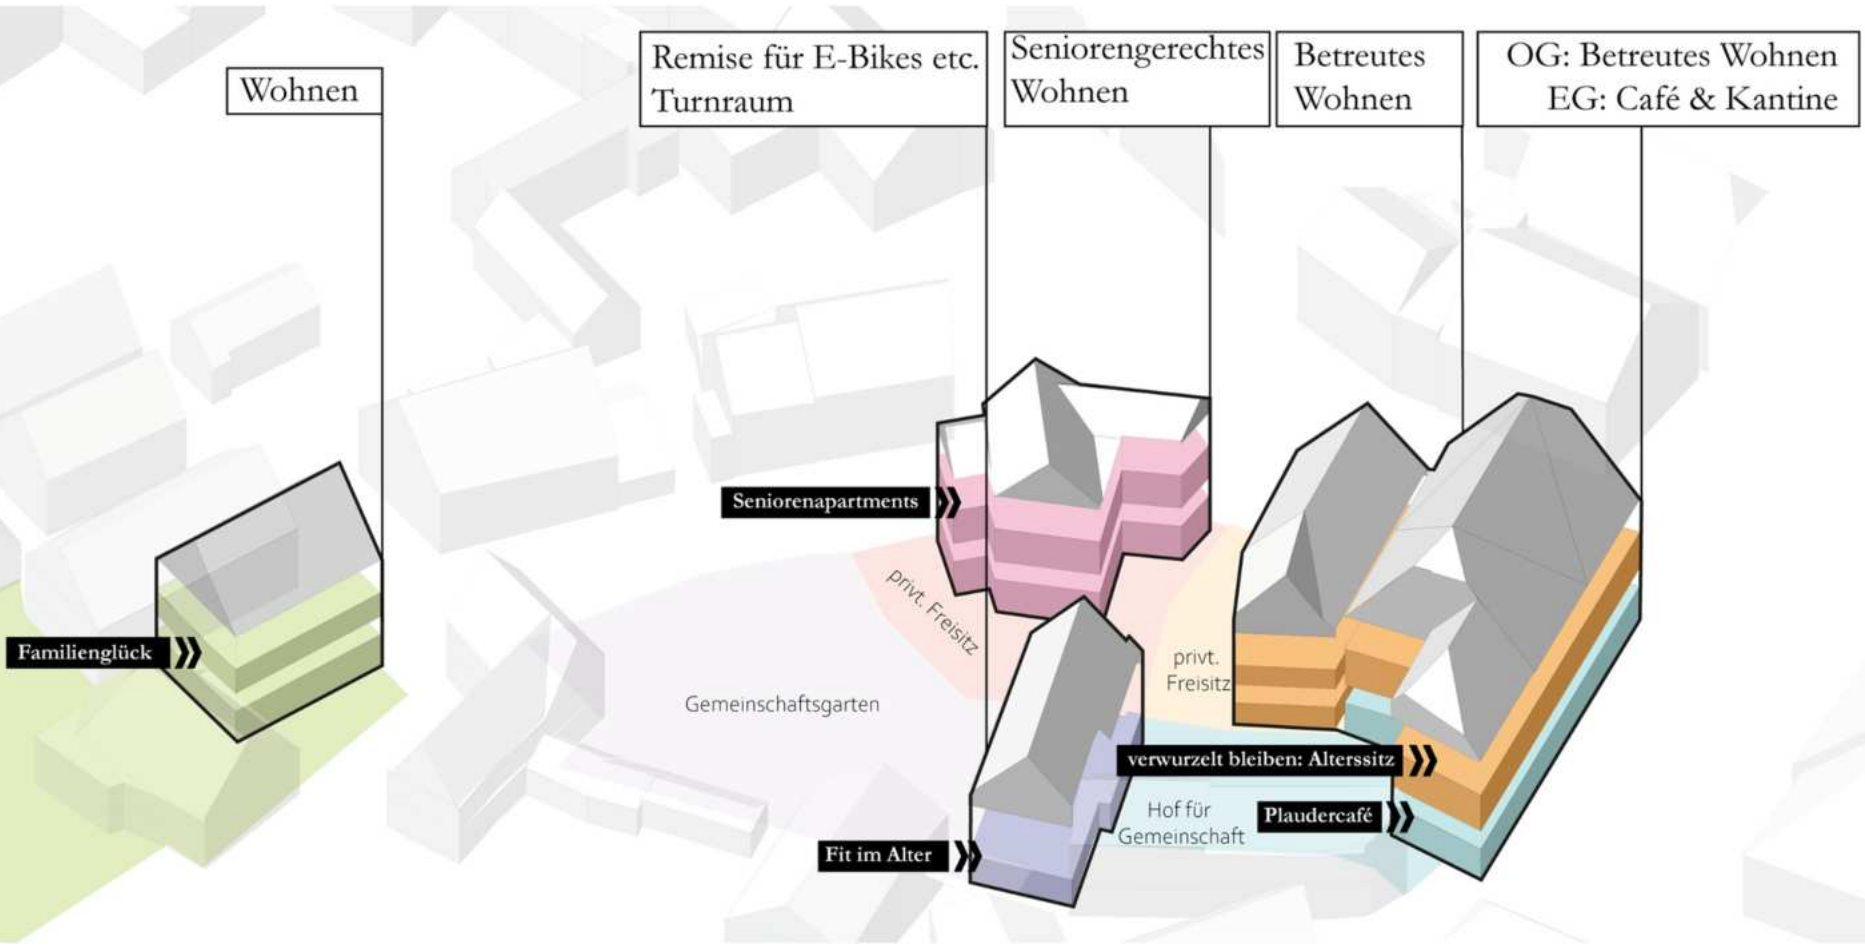 Wohnen
Remise für E-Bikes etc.
Turnraum
Seniorengerechtes
Wohnen
Betreutes
Wohnen
OG: Betreutes Wohnen
EG: Café & Kantine
Seniorenapartments
privt. Freisitz
Familienglück
privt.
Freisitz
Gemeinschaftsgarten
verwurzelt bleiben: Alterssitz
Hof für
Gemeinschaft
Plaudercafé
Fit im Alter